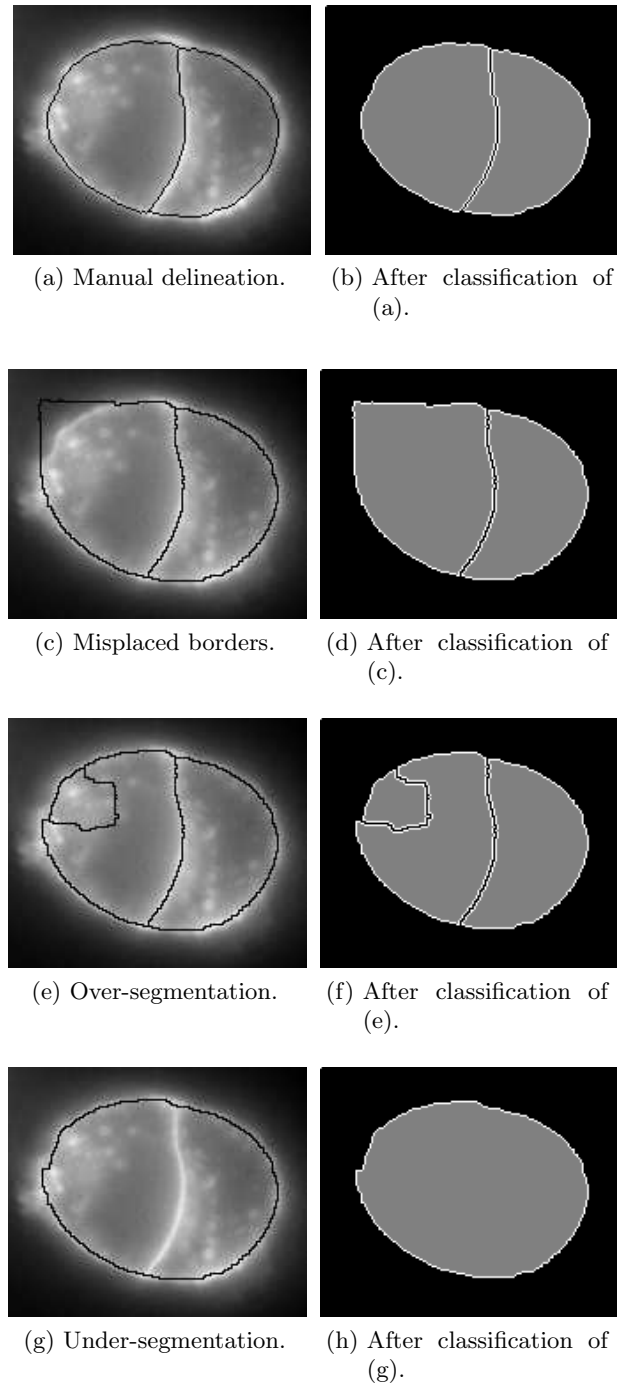 (a) Manual delineation.
(b) After classification of
(a).
(c) Misplaced borders.
(d) After classification of
(c).
(e) Over-segmentation.
(f) After classification of
(e).
(g) Under-segmentation.
(h) After classification of
(g).